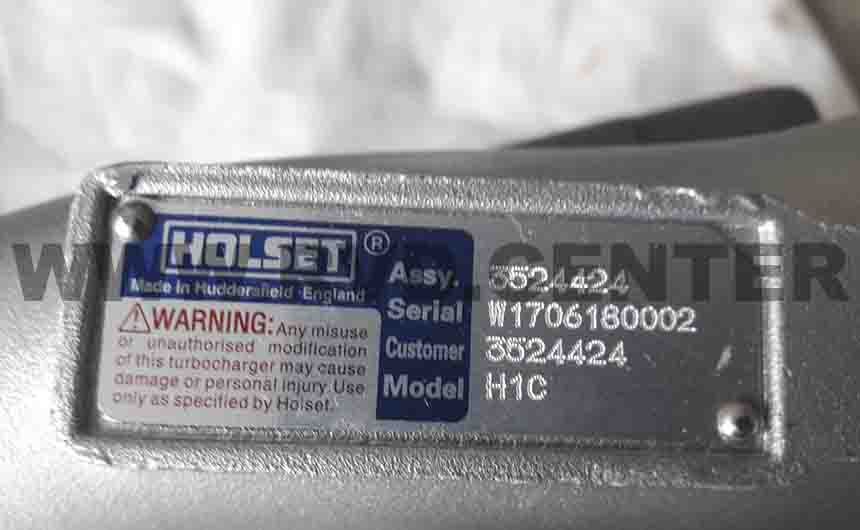 HOLSET ®
Made in Huddersfield · England
⚠WARNING: Any misuse
or unauthorised modification
of this turbocharger may cause
damage or personal injury. Use
only as specified by Holset.
Assy. 3524424
Serial W1706180002
Customer 3524424
Model H1C
CENTER